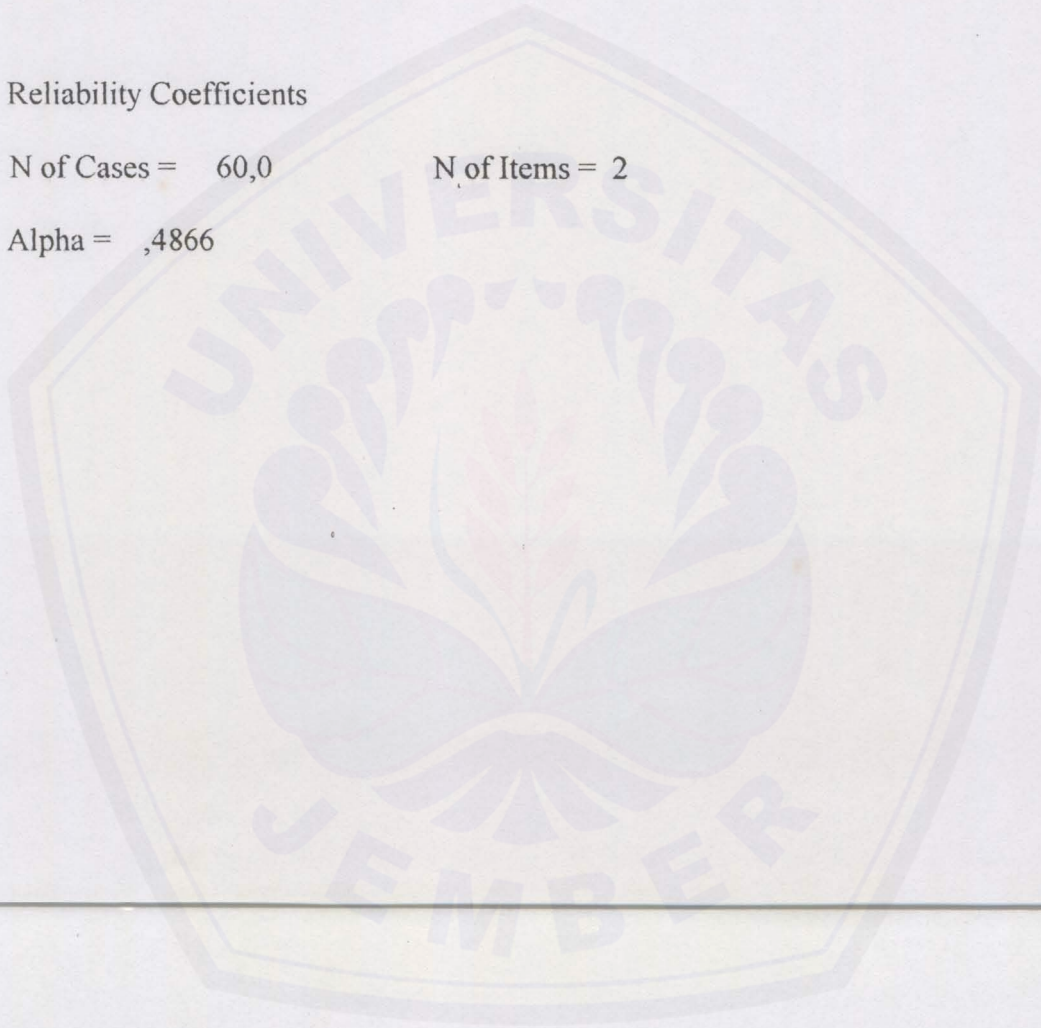 Reliability Coefficients
N of Cases = 60,0 N of Items = 2
Alpha = ,4866
UNIVERSITAS
JEMBER